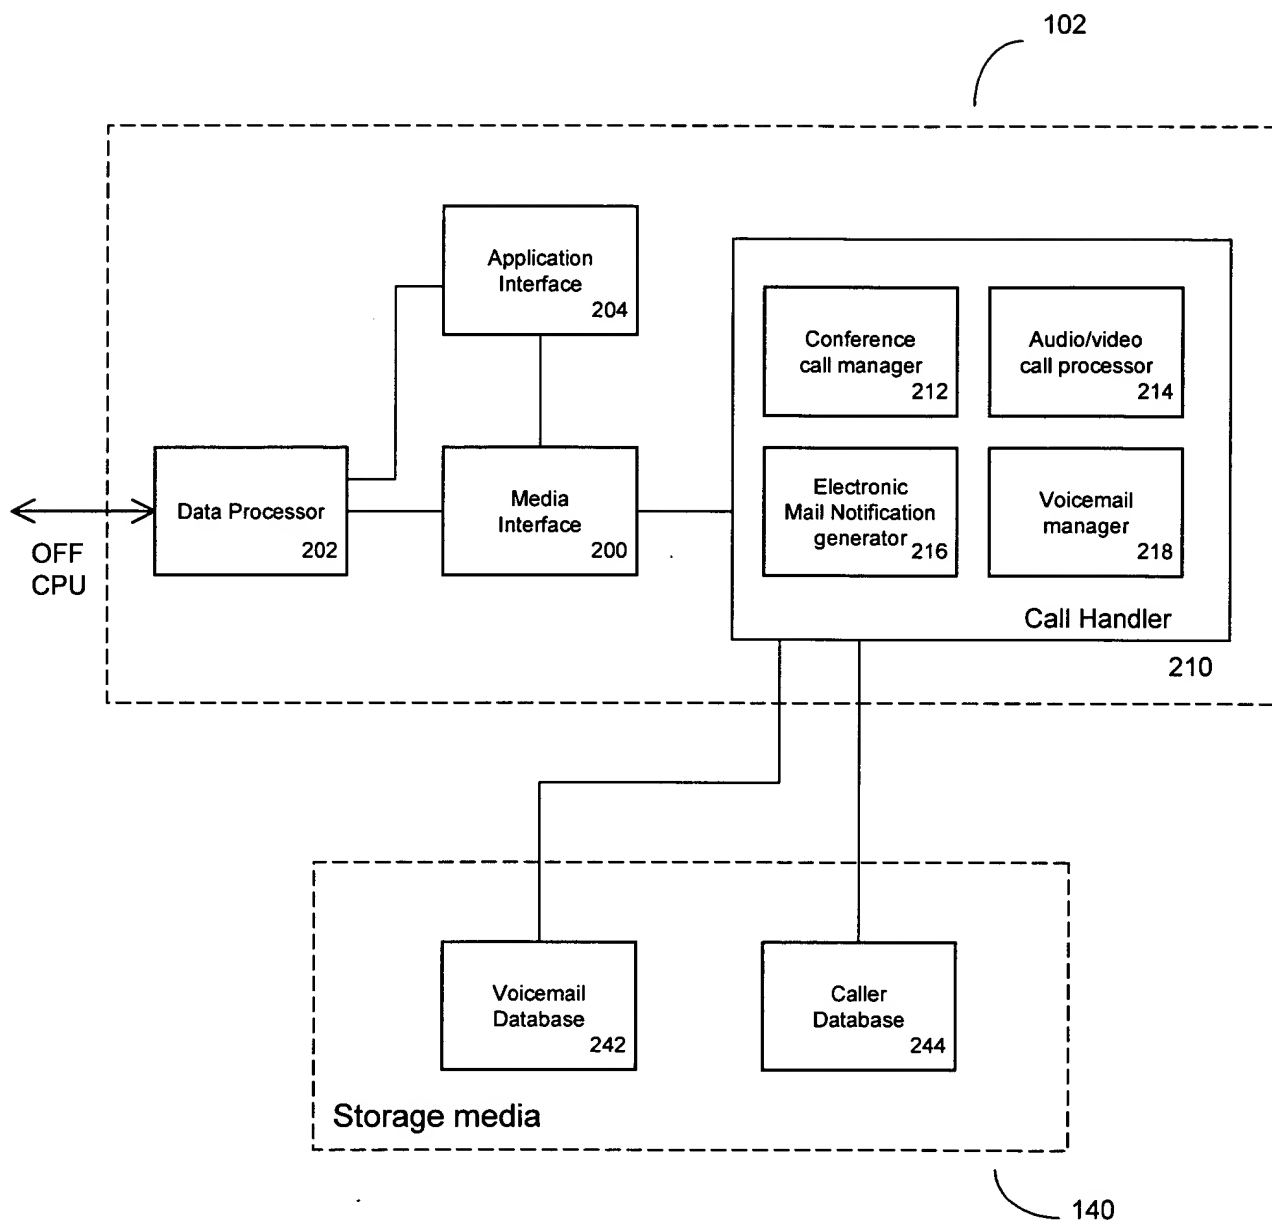 102
Application
Interface
204
Conference
call manager
212
Audio/video
call processor
214
Data Processor
202
Media
Interface
200
Electronic
Mail Notification
generator
216
Voicemail
manager
218
OFF
CPU
Call Handler
210
Voicemail
Database
242
Caller
Database
244
Storage media
140